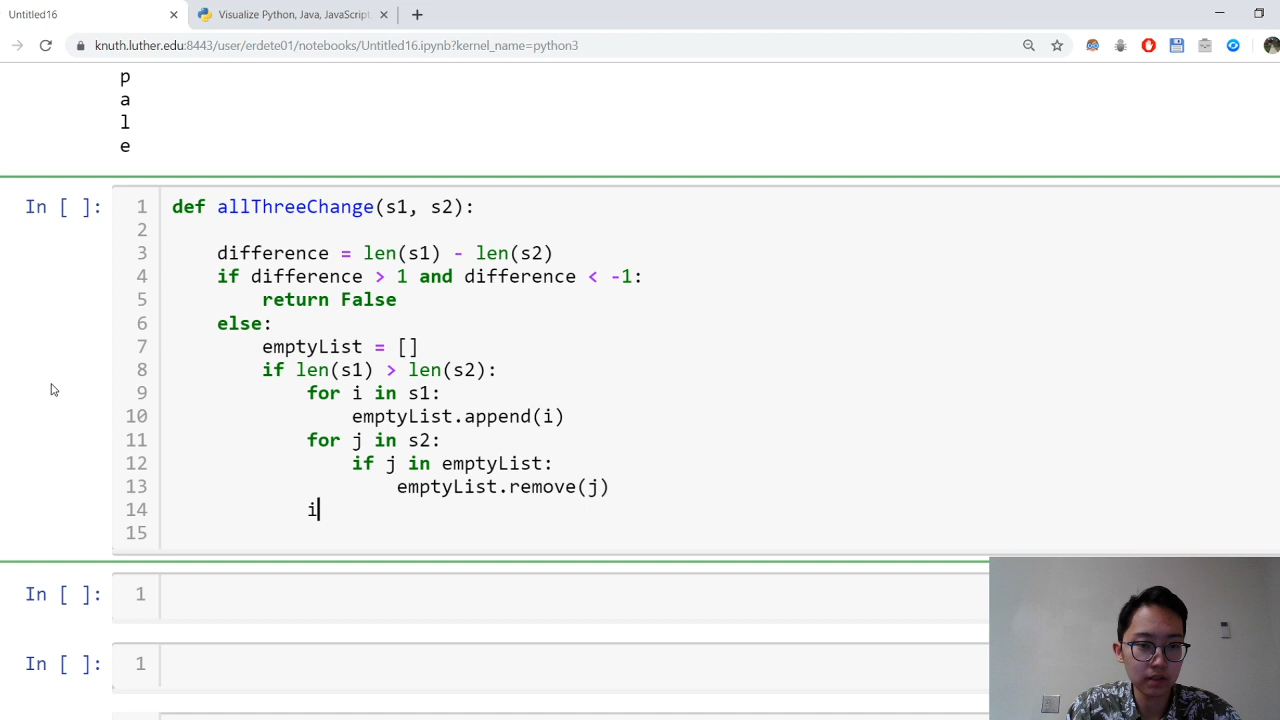 Untitled16
Visualize Python, Java, JavaScript,
knuth.luther.edu:8443/user/erdete01/notebooks/Untitled16.ipynb?kernel_name=python3
p
a
l
e
In [ ]:
1 def allThreeChange(s1, s2):
2
3 difference = len(s1) - len(s2)
4 if difference > 1 and difference < -1:
5 return False
6 else:
7 emptyList = []
8 if len(s1) > len(s2):
9 for i in s1:
10 emptyList.append(i)
11 for j in s2:
12 if j in emptyList:
13 emptyList.remove(j)
14 i
15
In [ ]: 1
In [ ]: 1